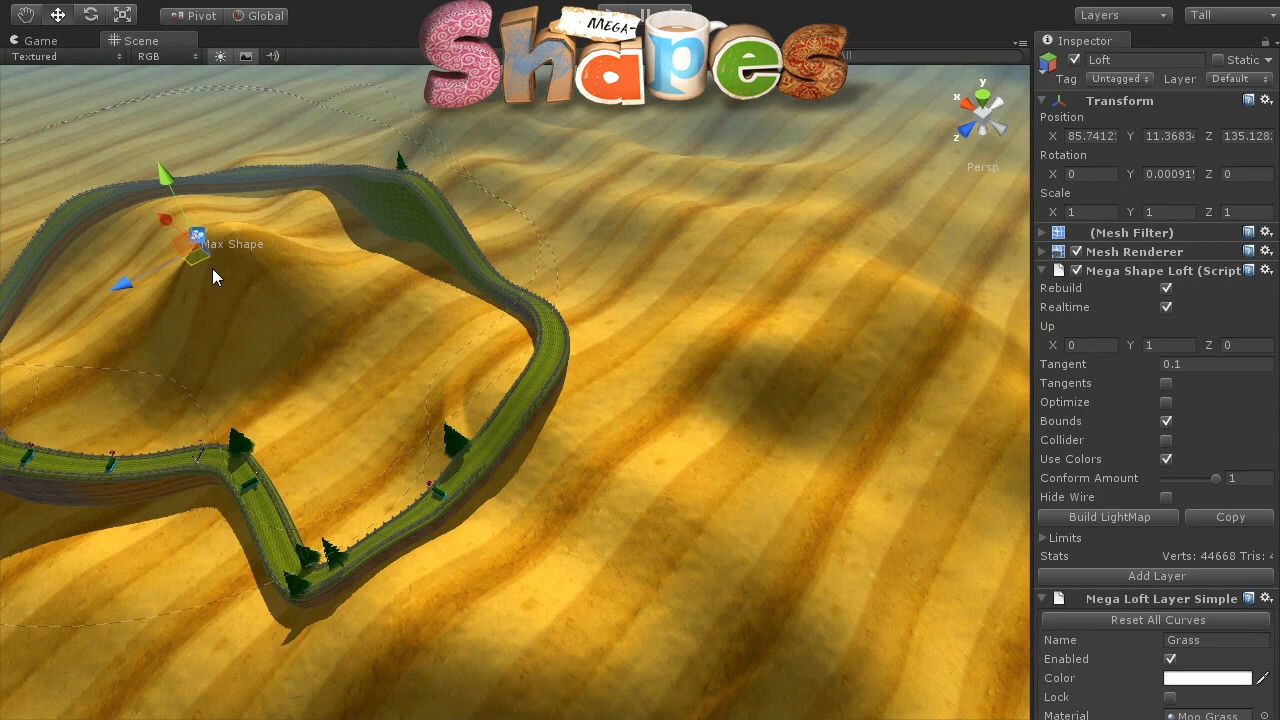 Pivot Global Layers Tall
MEGA-
Shapes
Game Scene
Textured RGB All
Inspector
Loft Static
Tag Untagged Layer Default
Transform
Position
X 85.7412 Y 11.3683 Z 135.128
Rotation
X 0 Y 0.00091 Z 0
Scale
X 1 Y 1 Z 1
(Mesh Filter)
Mesh Renderer
Mega Shape Loft (Script
Rebuild
Realtime
Up
X 0 Y 1 Z 0
Tangent 0.1
Tangents
Optimize
Bounds
Collider
Use Colors
Conform Amount 1
Hide Wire
Build LightMap Copy
Limits
Stats Verts: 44668 Tris:
Add Layer
Mega Loft Layer Simple
Reset All Curves
Name Grass
Enabled
Color
Lock
Material Moo Grass
y
x
z
Persp
Max Shape